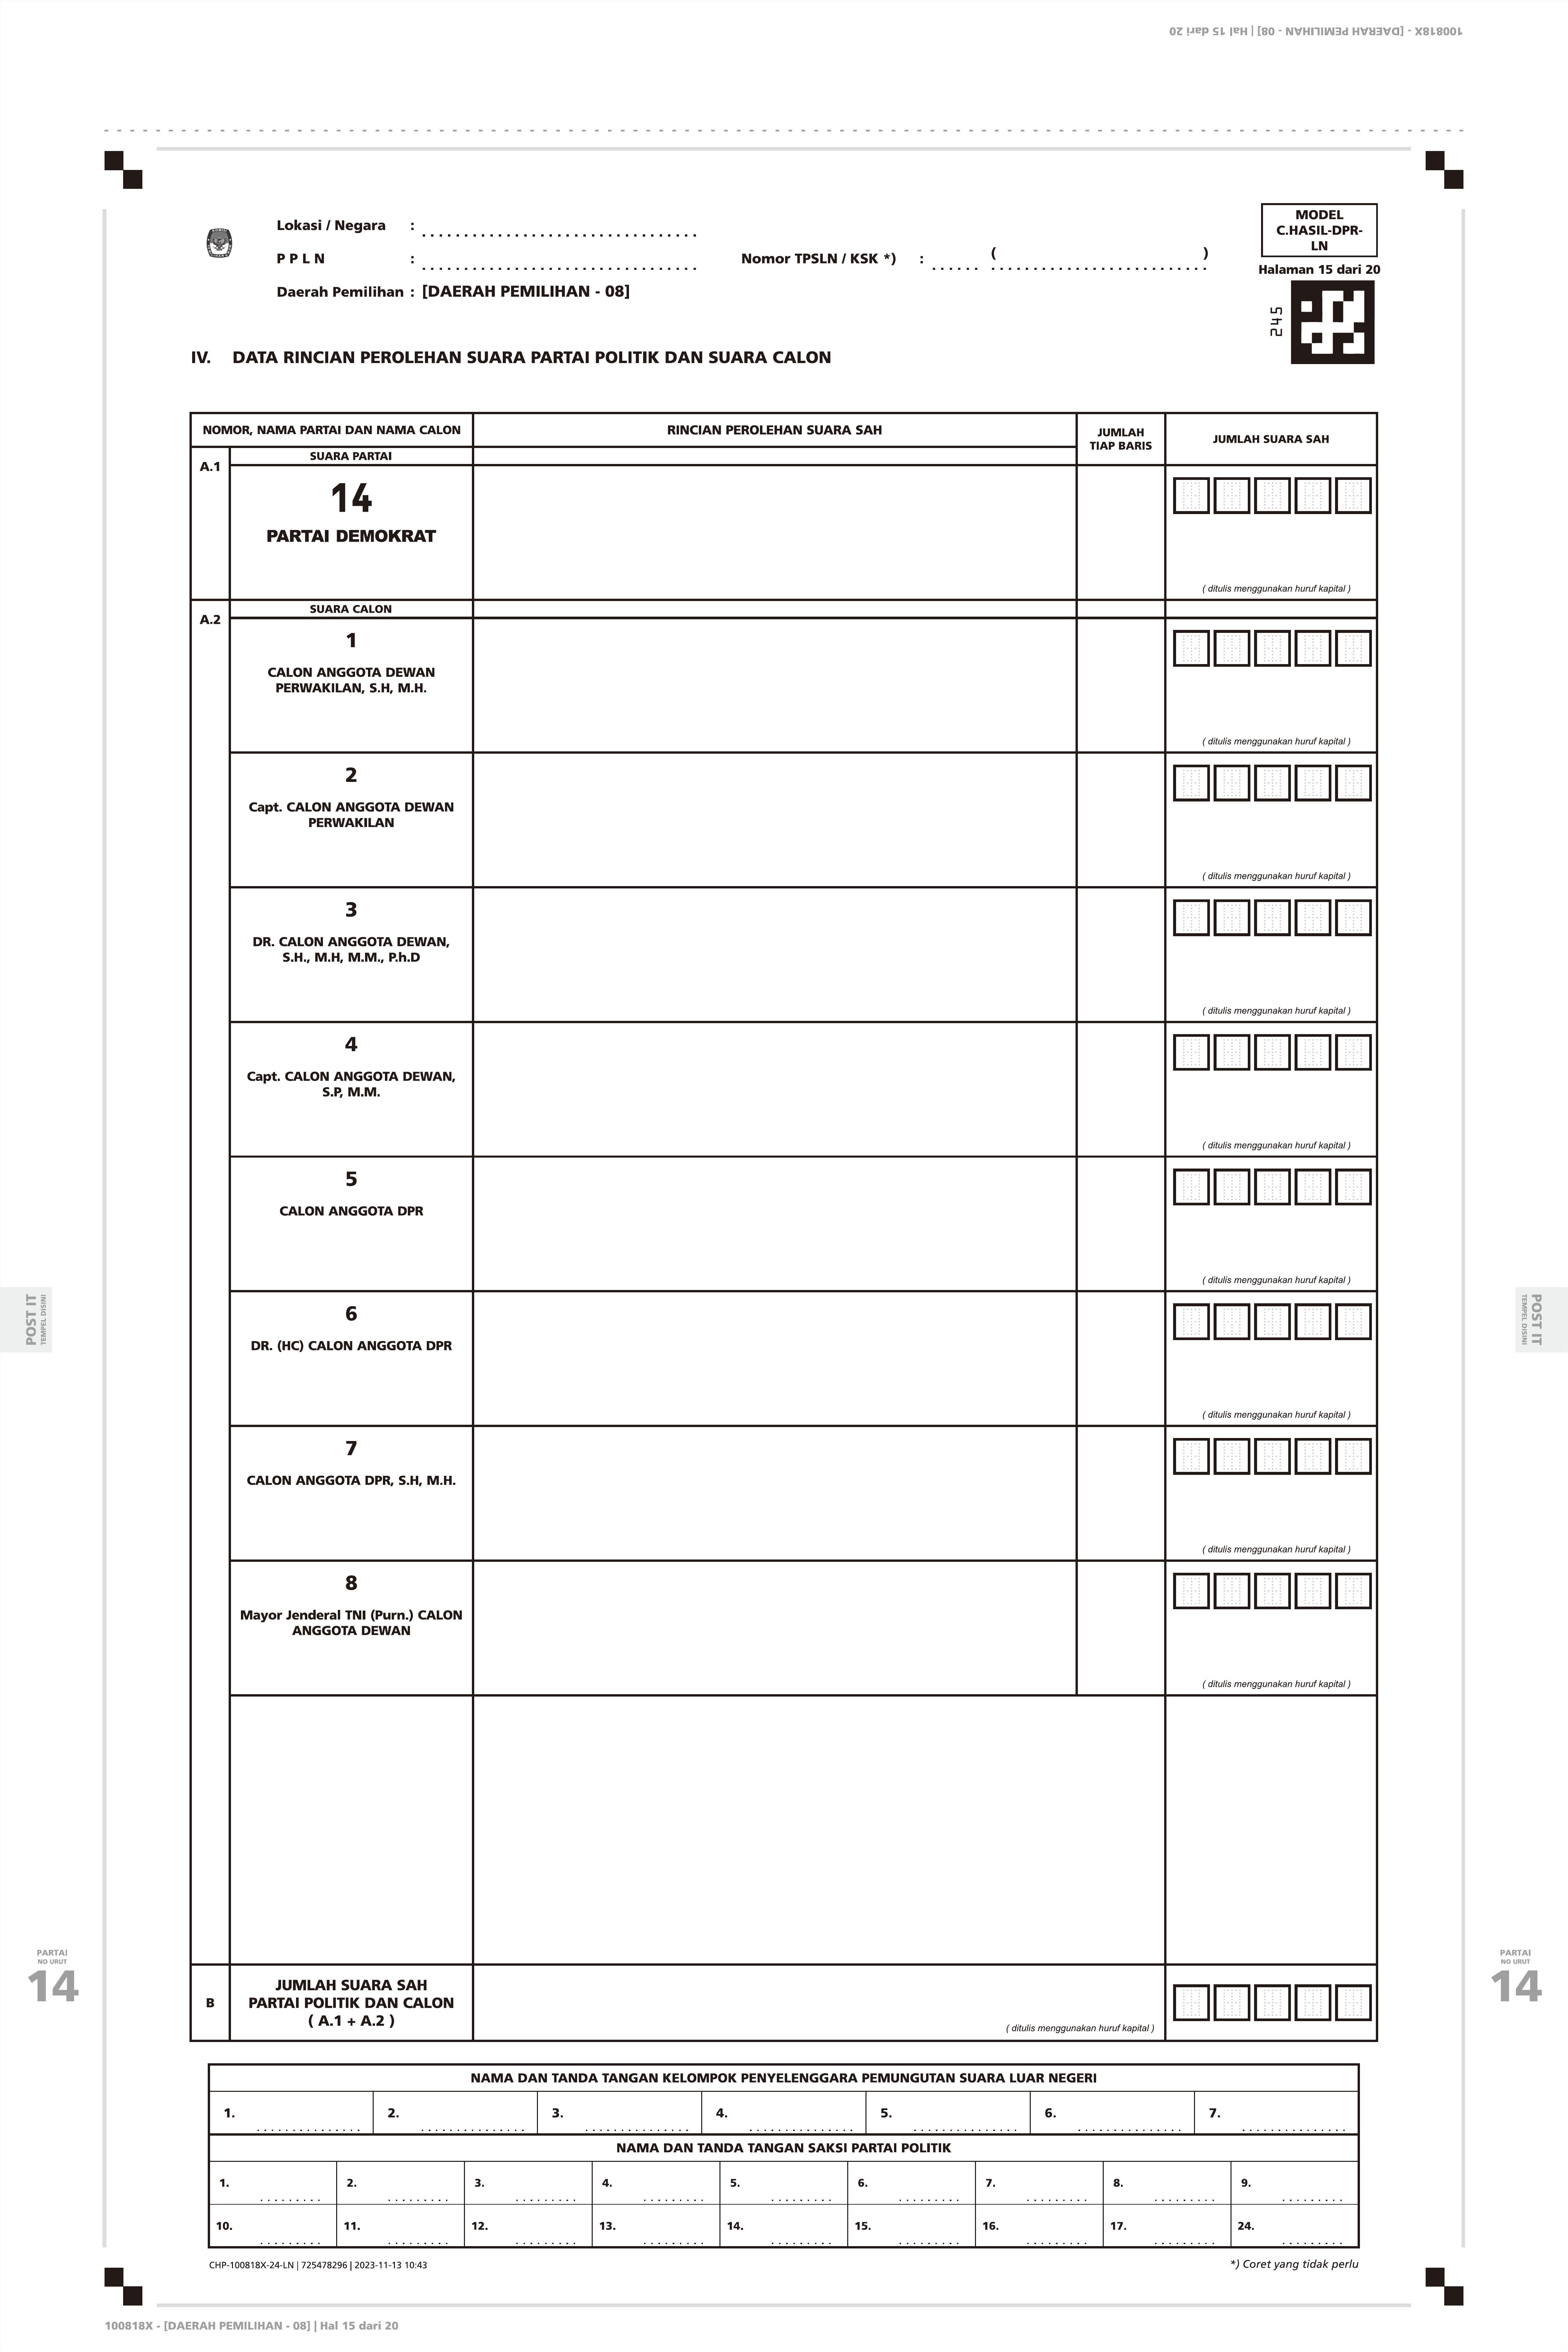 100818X - [DAERAH PEMILIHAN - 08] | Hal 15 dari 20
Lokasi / Negara : .................................
P P L N : .................................
Nomor TPSLN / KSK *) : ...... ( .......................... )
Daerah Pemilihan : [DAERAH PEMILIHAN - 08]
MODEL
C.HASIL-DPR-
LN
Halaman 15 dari 20
245
IV. DATA RINCIAN PEROLEHAN SUARA PARTAI POLITIK DAN SUARA CALON
NOMOR, NAMA PARTAI DAN NAMA CALON
RINCIAN PEROLEHAN SUARA SAH
JUMLAH
TIAP BARIS
JUMLAH SUARA SAH
A.1
SUARA PARTAI
14
PARTAI DEMOKRAT
( ditulis menggunakan huruf kapital )
A.2
SUARA CALON
1
CALON ANGGOTA DEWAN
PERWAKILAN, S.H, M.H.
( ditulis menggunakan huruf kapital )
2
Capt. CALON ANGGOTA DEWAN
PERWAKILAN
( ditulis menggunakan huruf kapital )
3
DR. CALON ANGGOTA DEWAN,
S.H., M.H, M.M., P.h.D
( ditulis menggunakan huruf kapital )
4
Capt. CALON ANGGOTA DEWAN,
S.P, M.M.
( ditulis menggunakan huruf kapital )
5
CALON ANGGOTA DPR
( ditulis menggunakan huruf kapital )
6
DR. (HC) CALON ANGGOTA DPR
( ditulis menggunakan huruf kapital )
7
CALON ANGGOTA DPR, S.H, M.H.
( ditulis menggunakan huruf kapital )
8
Mayor Jenderal TNI (Purn.) CALON
ANGGOTA DEWAN
( ditulis menggunakan huruf kapital )
B
JUMLAH SUARA SAH
PARTAI POLITIK DAN CALON
( A.1 + A.2 )
( ditulis menggunakan huruf kapital )
POST IT
TEMPEL DISINI
POST IT
TEMPEL DISINI
PARTAI
NO URUT
14
PARTAI
NO URUT
14
NAMA DAN TANDA TANGAN KELOMPOK PENYELENGGARA PEMUNGUTAN SUARA LUAR NEGERI
1. ............... 2. ............... 3. ............... 4. ............... 5. ............... 6. ............... 7. ...............
NAMA DAN TANDA TANGAN SAKSI PARTAI POLITIK
1. ......... 2. ......... 3. ......... 4. ......... 5. ......... 6. ......... 7. ......... 8. ......... 9. .........
10. ......... 11. ......... 12. ......... 13. ......... 14. ......... 15. ......... 16. ......... 17. ......... 24. .........
CHP-100818X-24-LN | 725478296 | 2023-11-13 10:43
*) Coret yang tidak perlu
100818X - [DAERAH PEMILIHAN - 08] | Hal 15 dari 20